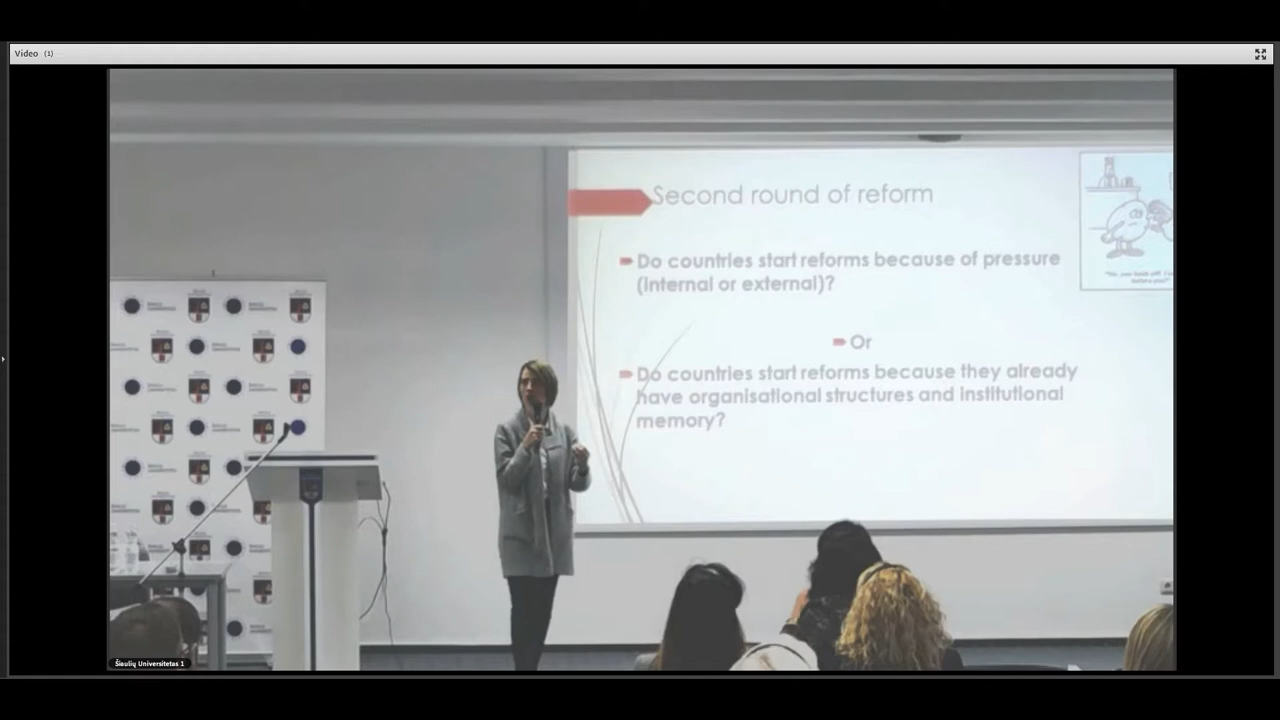 Video (1)
Second round of reform
Do countries start reforms because of pressure
(internal or external)?
Or
Do countries start reforms because they already
have organisational structures and institutional
memory?
Šiaulių Universitetas 1